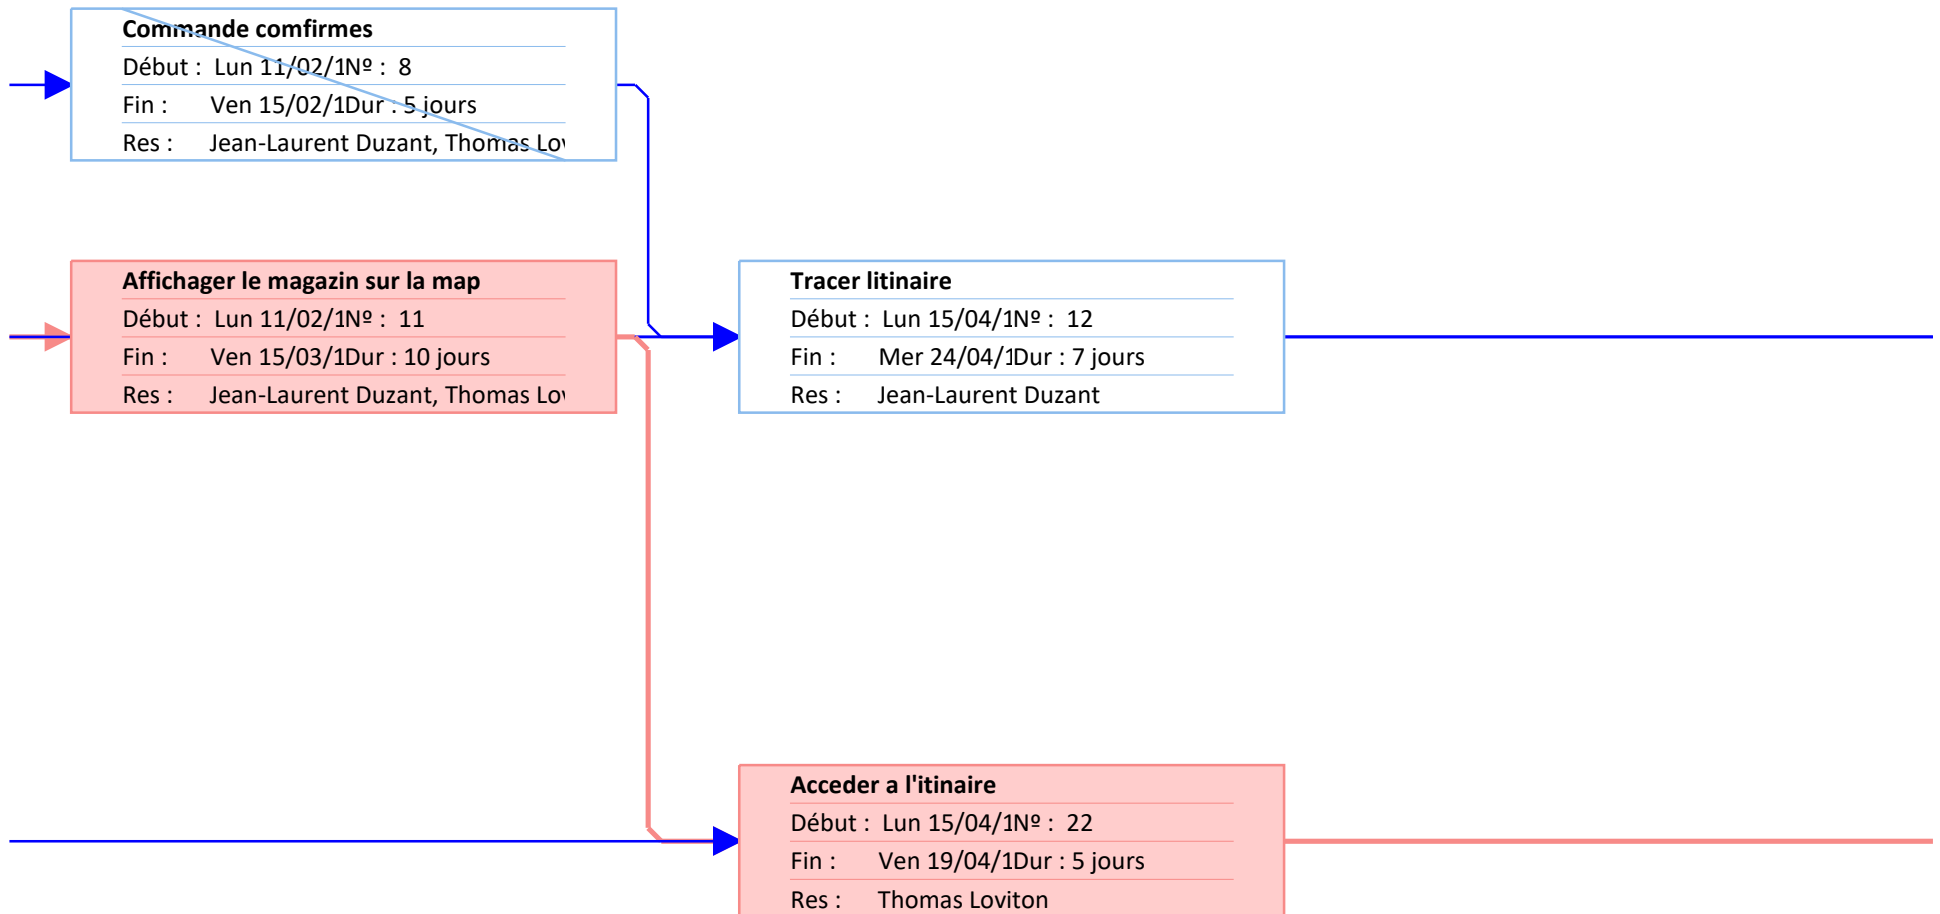 Commande comfirmes
Début : Lun 11/02/1Nº : 8
Fin : Ven 15/02/1Dur : 5 jours
Res : Jean-Laurent Duzant, Thomas Lov
Affichager le magazin sur la map
Début : Lun 11/02/1Nº : 11
Fin : Ven 15/03/1Dur : 10 jours
Res : Jean-Laurent Duzant, Thomas Lov
Tracer litinaire
Début : Lun 15/04/1Nº : 12
Fin : Mer 24/04/1Dur : 7 jours
Res : Jean-Laurent Duzant
Acceder a l'itinaire
Début : Lun 15/04/1Nº : 22
Fin : Ven 19/04/1Dur : 5 jours
Res : Thomas Loviton